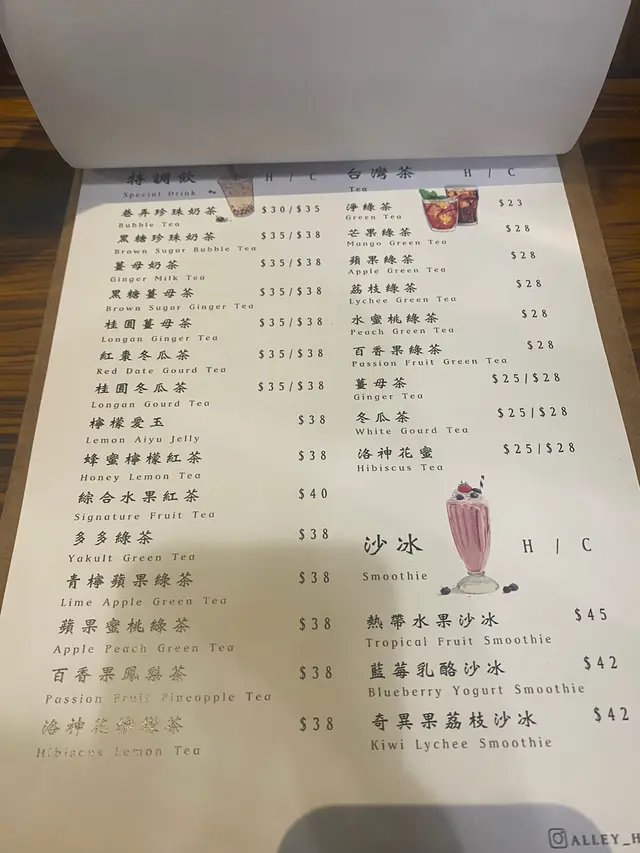 特調飲 H / C
Special Drink
巷弄珍珠奶茶 $30/$35
Bubble Tea
黑糖珍珠奶茶 $35/$38
Brown Sugar Bubble Tea
薑母奶茶 $35/$38
Ginger Milk Tea
黑糖薑母茶 $35/$38
Brown Sugar Ginger Tea
桂圓薑母茶 $35/$38
Longan Ginger Tea
紅棗冬瓜茶 $35/$38
Red Date Gourd Tea
桂圓冬瓜茶 $35/$38
Longan Gourd Tea
檸檬愛玉 $38
Lemon Aiyu Jelly
蜂蜜檸檬紅茶 $38
Honey Lemon Tea
綜合水果紅茶 $40
Signature Fruit Tea
多多綠茶 $38
Yakult Green Tea
青檸蘋果綠茶 $38
Lime Apple Green Tea
蘋果蜜桃綠茶 $38
Apple Peach Green Tea
百香果鳳梨茶 $38
Passion Fruit Pineapple Tea
洛神花檸檬茶 $38
Hibiscus Lemon Tea
台灣茶 H / C
Tea
淨綠茶 $23
Green Tea
芒果綠茶 $28
Mango Green Tea
蘋果綠茶 $28
Apple Green Tea
荔枝綠茶 $28
Lychee Green Tea
水蜜桃綠茶 $28
Peach Green Tea
百香果綠茶 $28
Passion Fruit Green Tea
薑母茶 $25/$28
Ginger Tea
冬瓜茶 $25/$28
White Gourd Tea
洛神花蜜 $25/$28
Hibiscus Tea
沙冰 H / C
Smoothie
熱帶水果沙冰 $45
Tropical Fruit Smoothie
藍莓乳酪沙冰 $42
Blueberry Yogurt Smoothie
奇異果荔枝沙冰 $42
Kiwi Lychee Smoothie
ALLEY_H